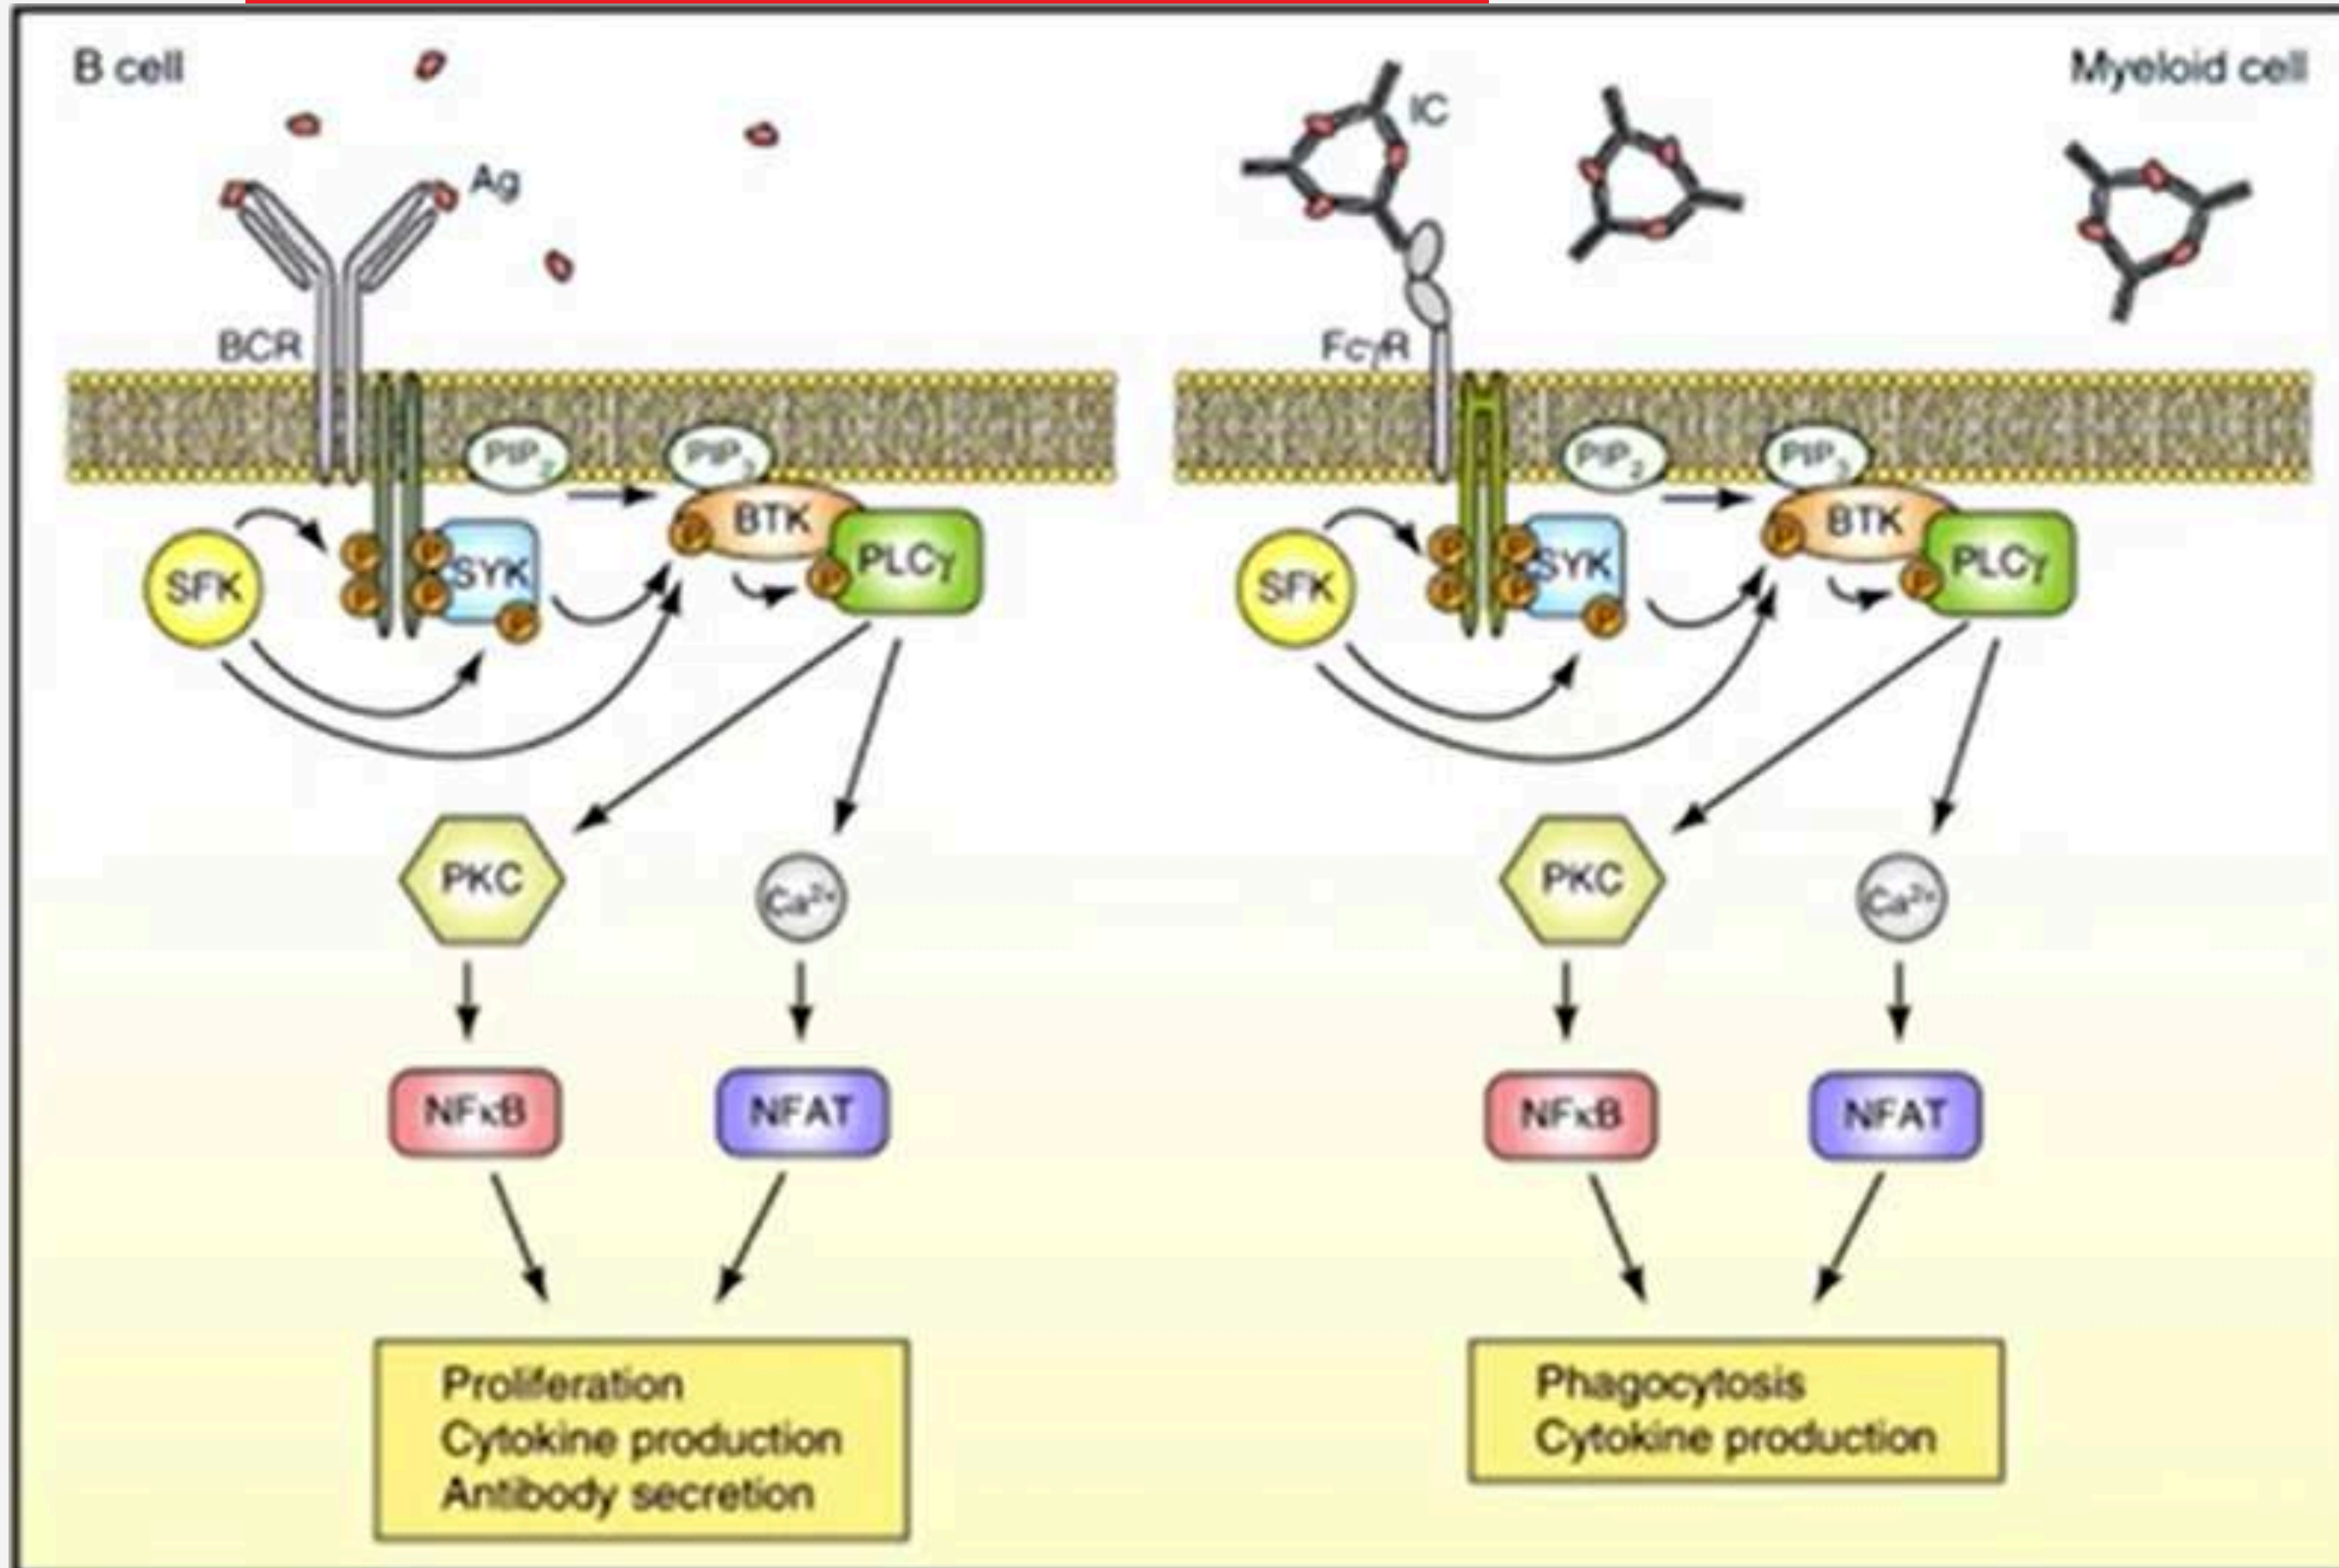 B cell
Ag
BCR
PIP2
PIP3
BTK
P
PLCγ
SFK
P
P
P
P
SYK
P
P
PKC
Ca2+
NFκB
NFAT
Proliferation
Cytokine production
Antibody secretion
Myeloid cell
IC
FcγR
PIP2
PIP3
BTK
P
PLCγ
SFK
P
P
P
P
SYK
P
P
PKC
Ca2+
NFκB
NFAT
Phagocytosis
Cytokine production